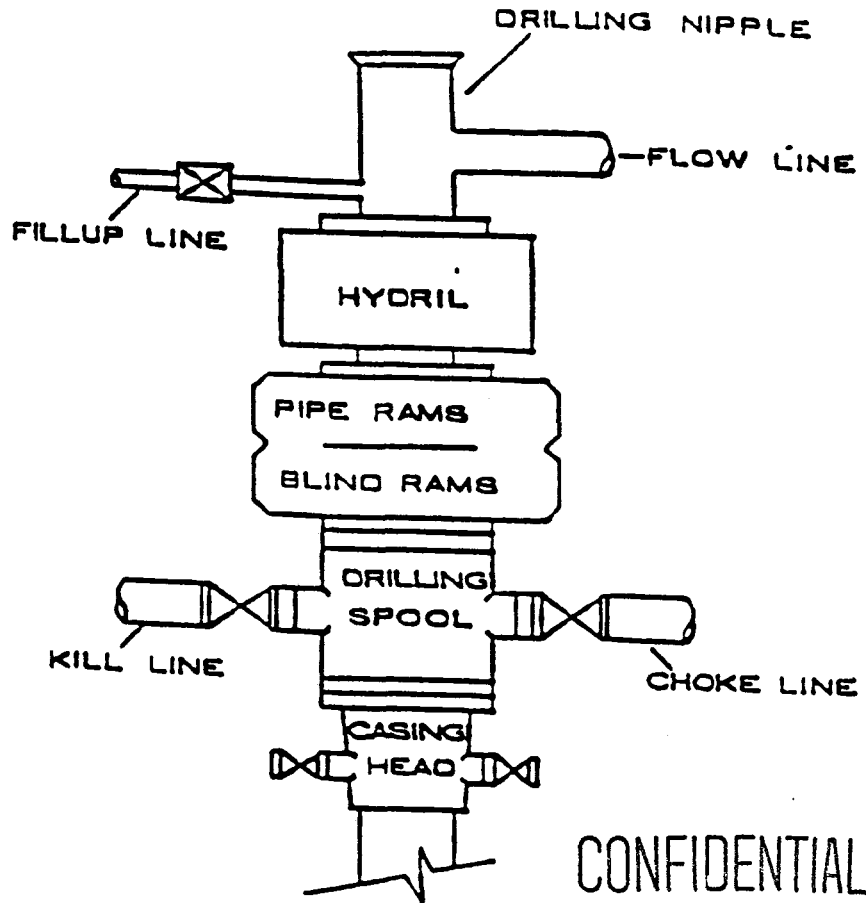 DRILLING NIPPLE
FLOW LINE
FILLUP LINE
HYDRIL
PIPE RAMS
BLIND RAMS
DRILLING
SPOOL
KILL LINE
CHOKE LINE
CASING
HEAD
CONFIDENTIAL